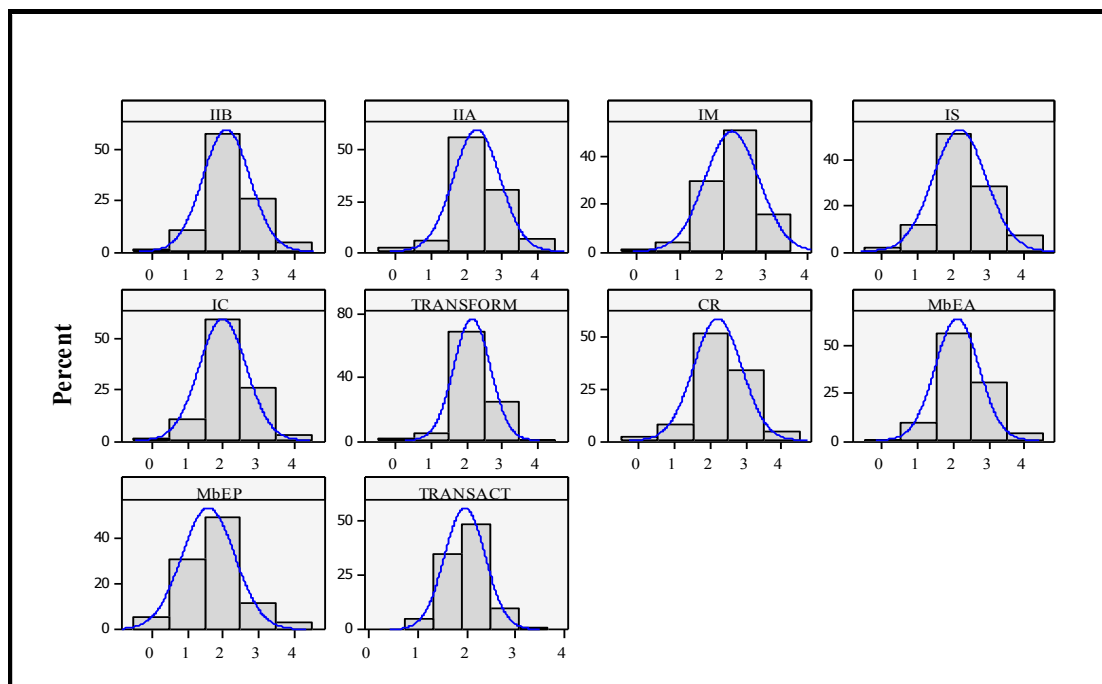 IIB IIA IM IS
50 50 40 40
25 25 20 20
0 0 0 0
0 1 2 3 4 0 1 2 3 4 0 1 2 3 4 0 1 2 3 4
IC TRANSFORM CR MbEA
50 80 50 50
25 40 25 25
0 0 0 0
0 1 2 3 4 0 1 2 3 4 0 1 2 3 4 0 1 2 3 4
Percent
MbEP TRANSACT
40 50
20 25
0 0
0 1 2 3 4 0 1 2 3 4